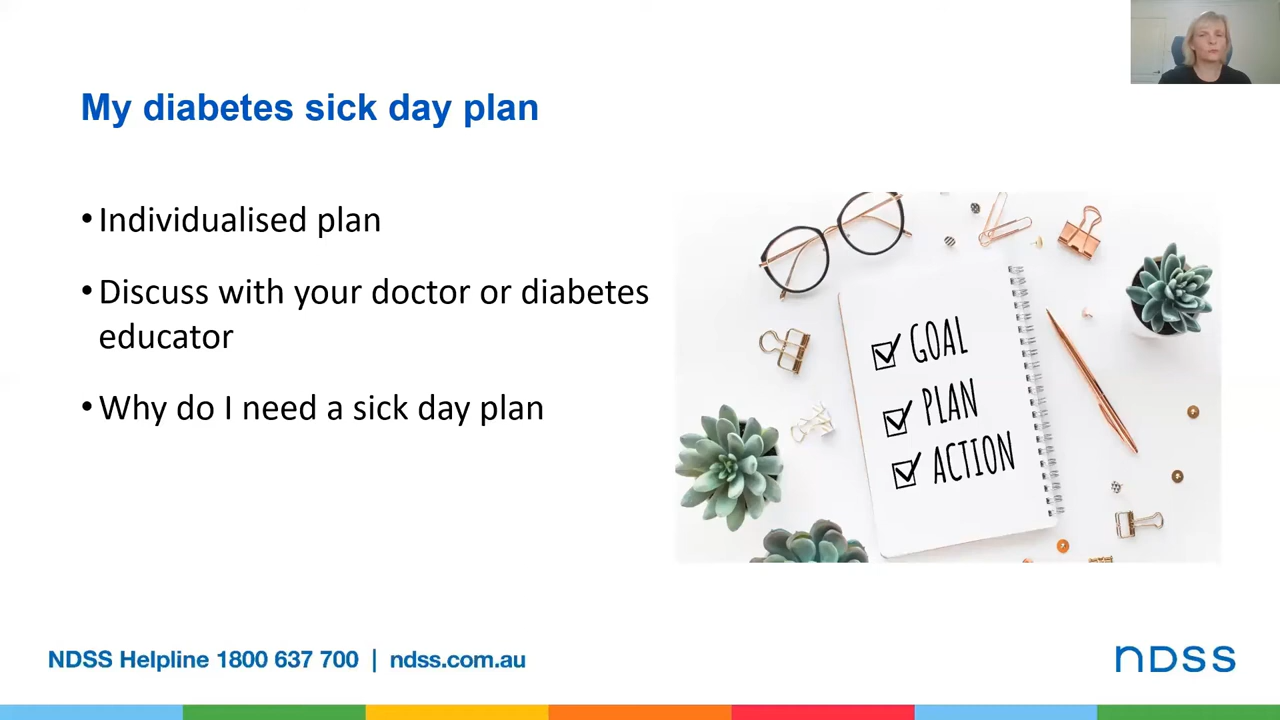 My diabetes sick day plan
• Individualised plan
• Discuss with your doctor or diabetes
educator
• Why do I need a sick day plan
GOAL
PLAN
ACTION
NDSS Helpline 1800 637 700 | ndss.com.au
ndss